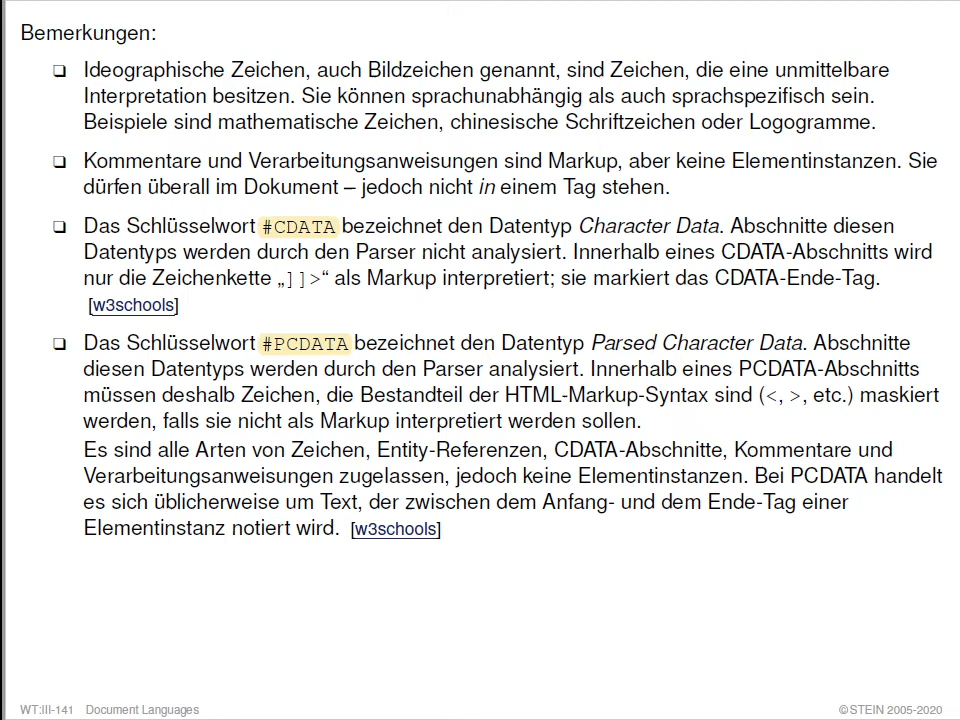 Bemerkungen:
❑ Ideographische Zeichen, auch Bildzeichen genannt, sind Zeichen, die eine unmittelbare
Interpretation besitzen. Sie können sprachunabhängig als auch sprachspezifisch sein.
Beispiele sind mathematische Zeichen, chinesische Schriftzeichen oder Logogramme.
❑ Kommentare und Verarbeitungsanweisungen sind Markup, aber keine Elementinstanzen. Sie
dürfen überall im Dokument – jedoch nicht in einem Tag stehen.
❑ Das Schlüsselwort #CDATA bezeichnet den Datentyp Character Data. Abschnitte diesen
Datentyps werden durch den Parser nicht analysiert. Innerhalb eines CDATA-Abschnitts wird
nur die Zeichenkette „]]>“ als Markup interpretiert; sie markiert das CDATA-Ende-Tag.
[w3schools]
❑ Das Schlüsselwort #PCDATA bezeichnet den Datentyp Parsed Character Data. Abschnitte
diesen Datentyps werden durch den Parser analysiert. Innerhalb eines PCDATA-Abschnitts
müssen deshalb Zeichen, die Bestandteil der HTML-Markup-Syntax sind (<, >, etc.) maskiert
werden, falls sie nicht als Markup interpretiert werden sollen.
Es sind alle Arten von Zeichen, Entity-Referenzen, CDATA-Abschnitte, Kommentare und
Verarbeitungsanweisungen zugelassen, jedoch keine Elementinstanzen. Bei PCDATA handelt
es sich üblicherweise um Text, der zwischen dem Anfang- und dem Ende-Tag einer
Elementinstanz notiert wird. [w3schools]
WT:III-141 Document Languages ©STEIN 2005-2020